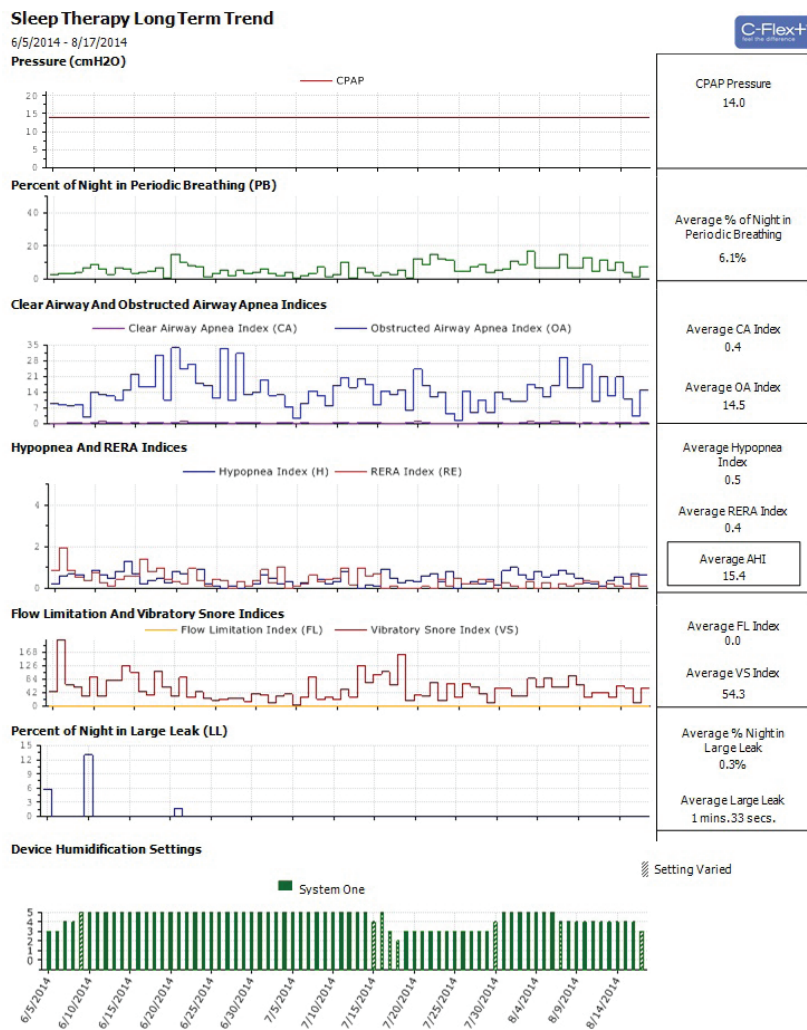 Sleep Therapy Long Term Trend
6/5/2014 - 8/17/2014
C-Flex+
feel the difference
Pressure (cmH2O)
CPAP
20
15
10
5
0
CPAP Pressure
14.0
Percent of Night in Periodic Breathing (PB)
40
20
0
Average % of Night in
Periodic Breathing
6.1%
Clear Airway And Obstructed Airway Apnea Indices
Clear Airway Apnea Index (CA)
Obstructed Airway Apnea Index (OA)
35
28
21
14
7
0
Average CA Index
0.4
Average OA Index
14.5
Hypopnea And RERA Indices
Hypopnea Index (H)
RERA Index (RE)
4
2
0
Average Hypopnea
Index
0.5
Average RERA Index
0.4
Average AHI
15.4
Flow Limitation And Vibratory Snore Indices
Flow Limitation Index (FL)
Vibratory Snore Index (VS)
168
126
84
42
0
Average FL Index
0.0
Average VS Index
54.3
Percent of Night in Large Leak (LL)
15
12
9
6
3
0
Average % Night in
Large Leak
0.3%
Average Large Leak
1 mins. 33 secs.
Device Humidification Settings
Setting Varied
System One
5
4
3
2
1
0
6/5/2014
6/10/2014
6/15/2014
6/20/2014
6/25/2014
6/30/2014
7/5/2014
7/10/2014
7/15/2014
7/20/2014
7/25/2014
7/30/2014
8/4/2014
8/9/2014
8/14/2014